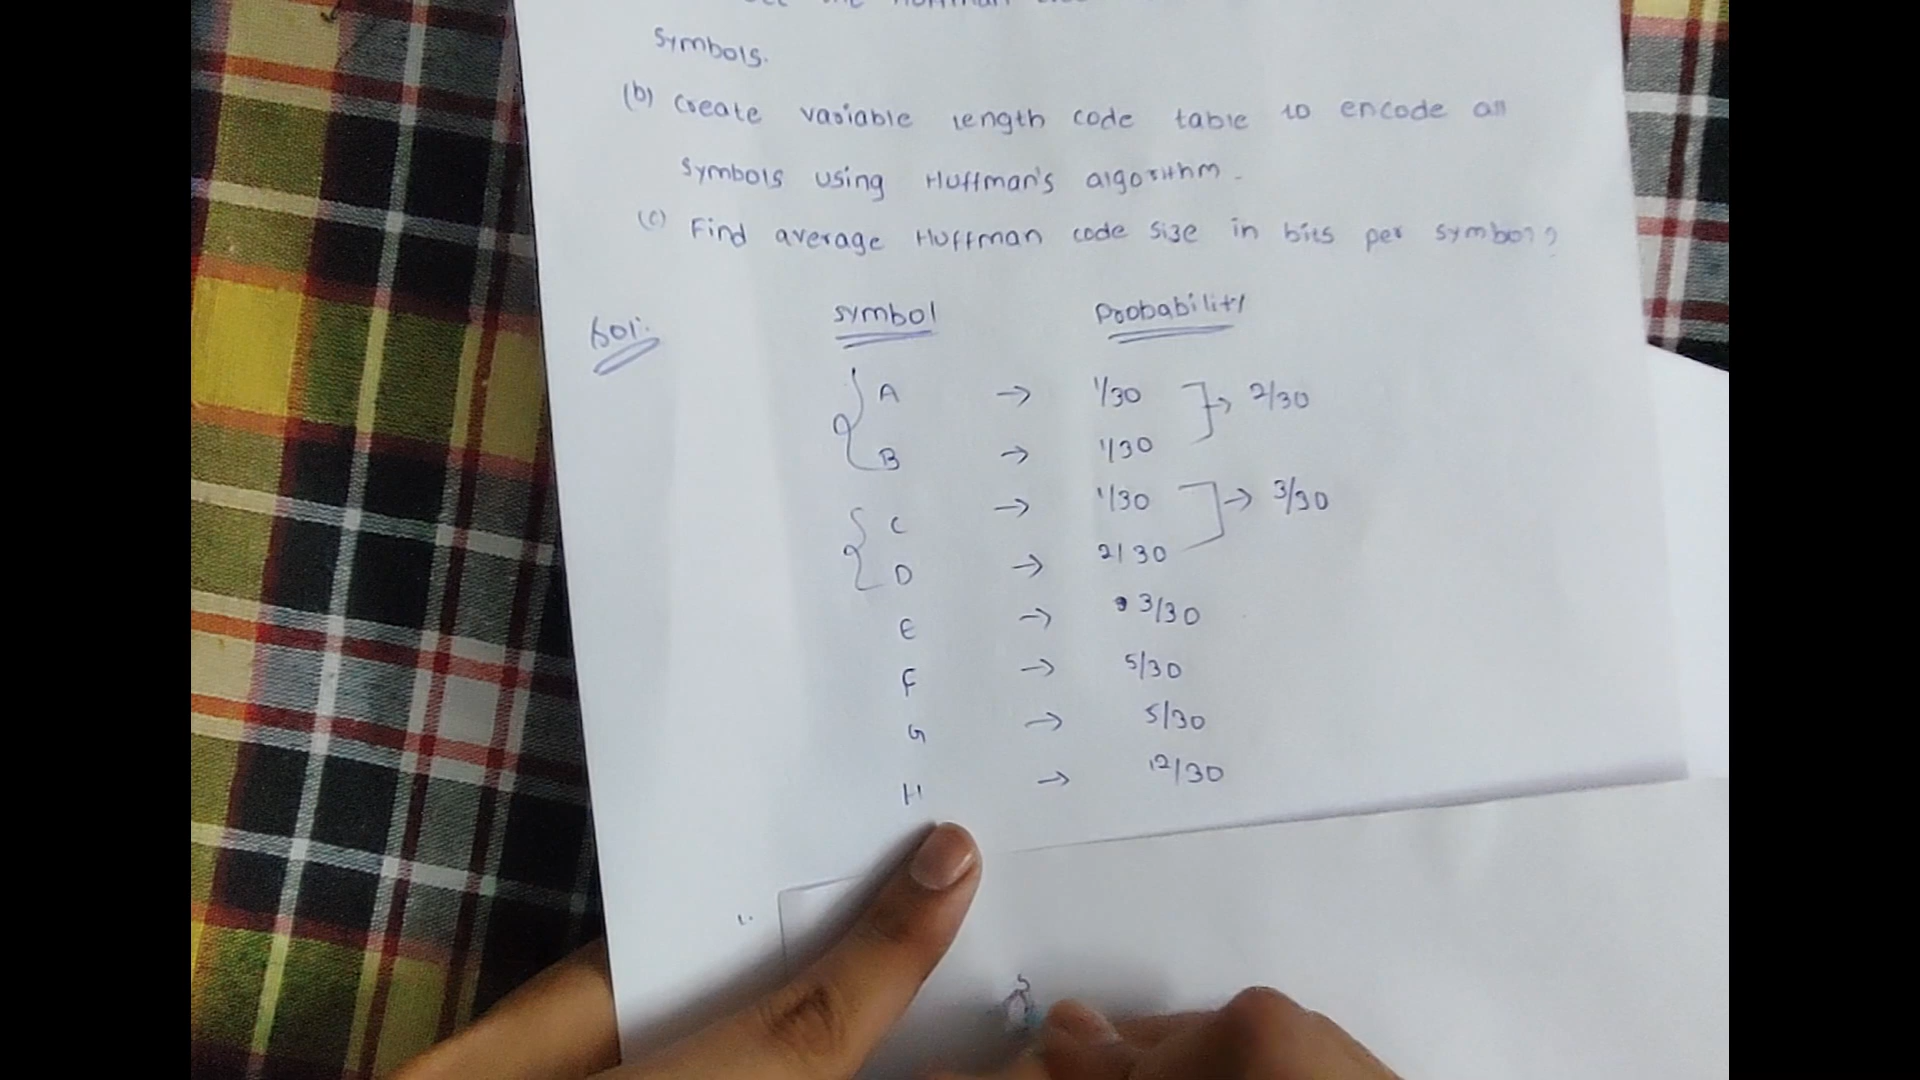 Symbols.
(b) Create variable length code table to encode all
Symbols using Huffman's algorithm.
(c) Find average Huffman code size in bits per symbol?
Sol:
Symbol Probability
A → 1/30 → 2/30
B → 1/30
C → 1/30 → 3/30
D → 2/30
E → 3/30
F → 5/30
G → 5/30
H → 12/30
1.